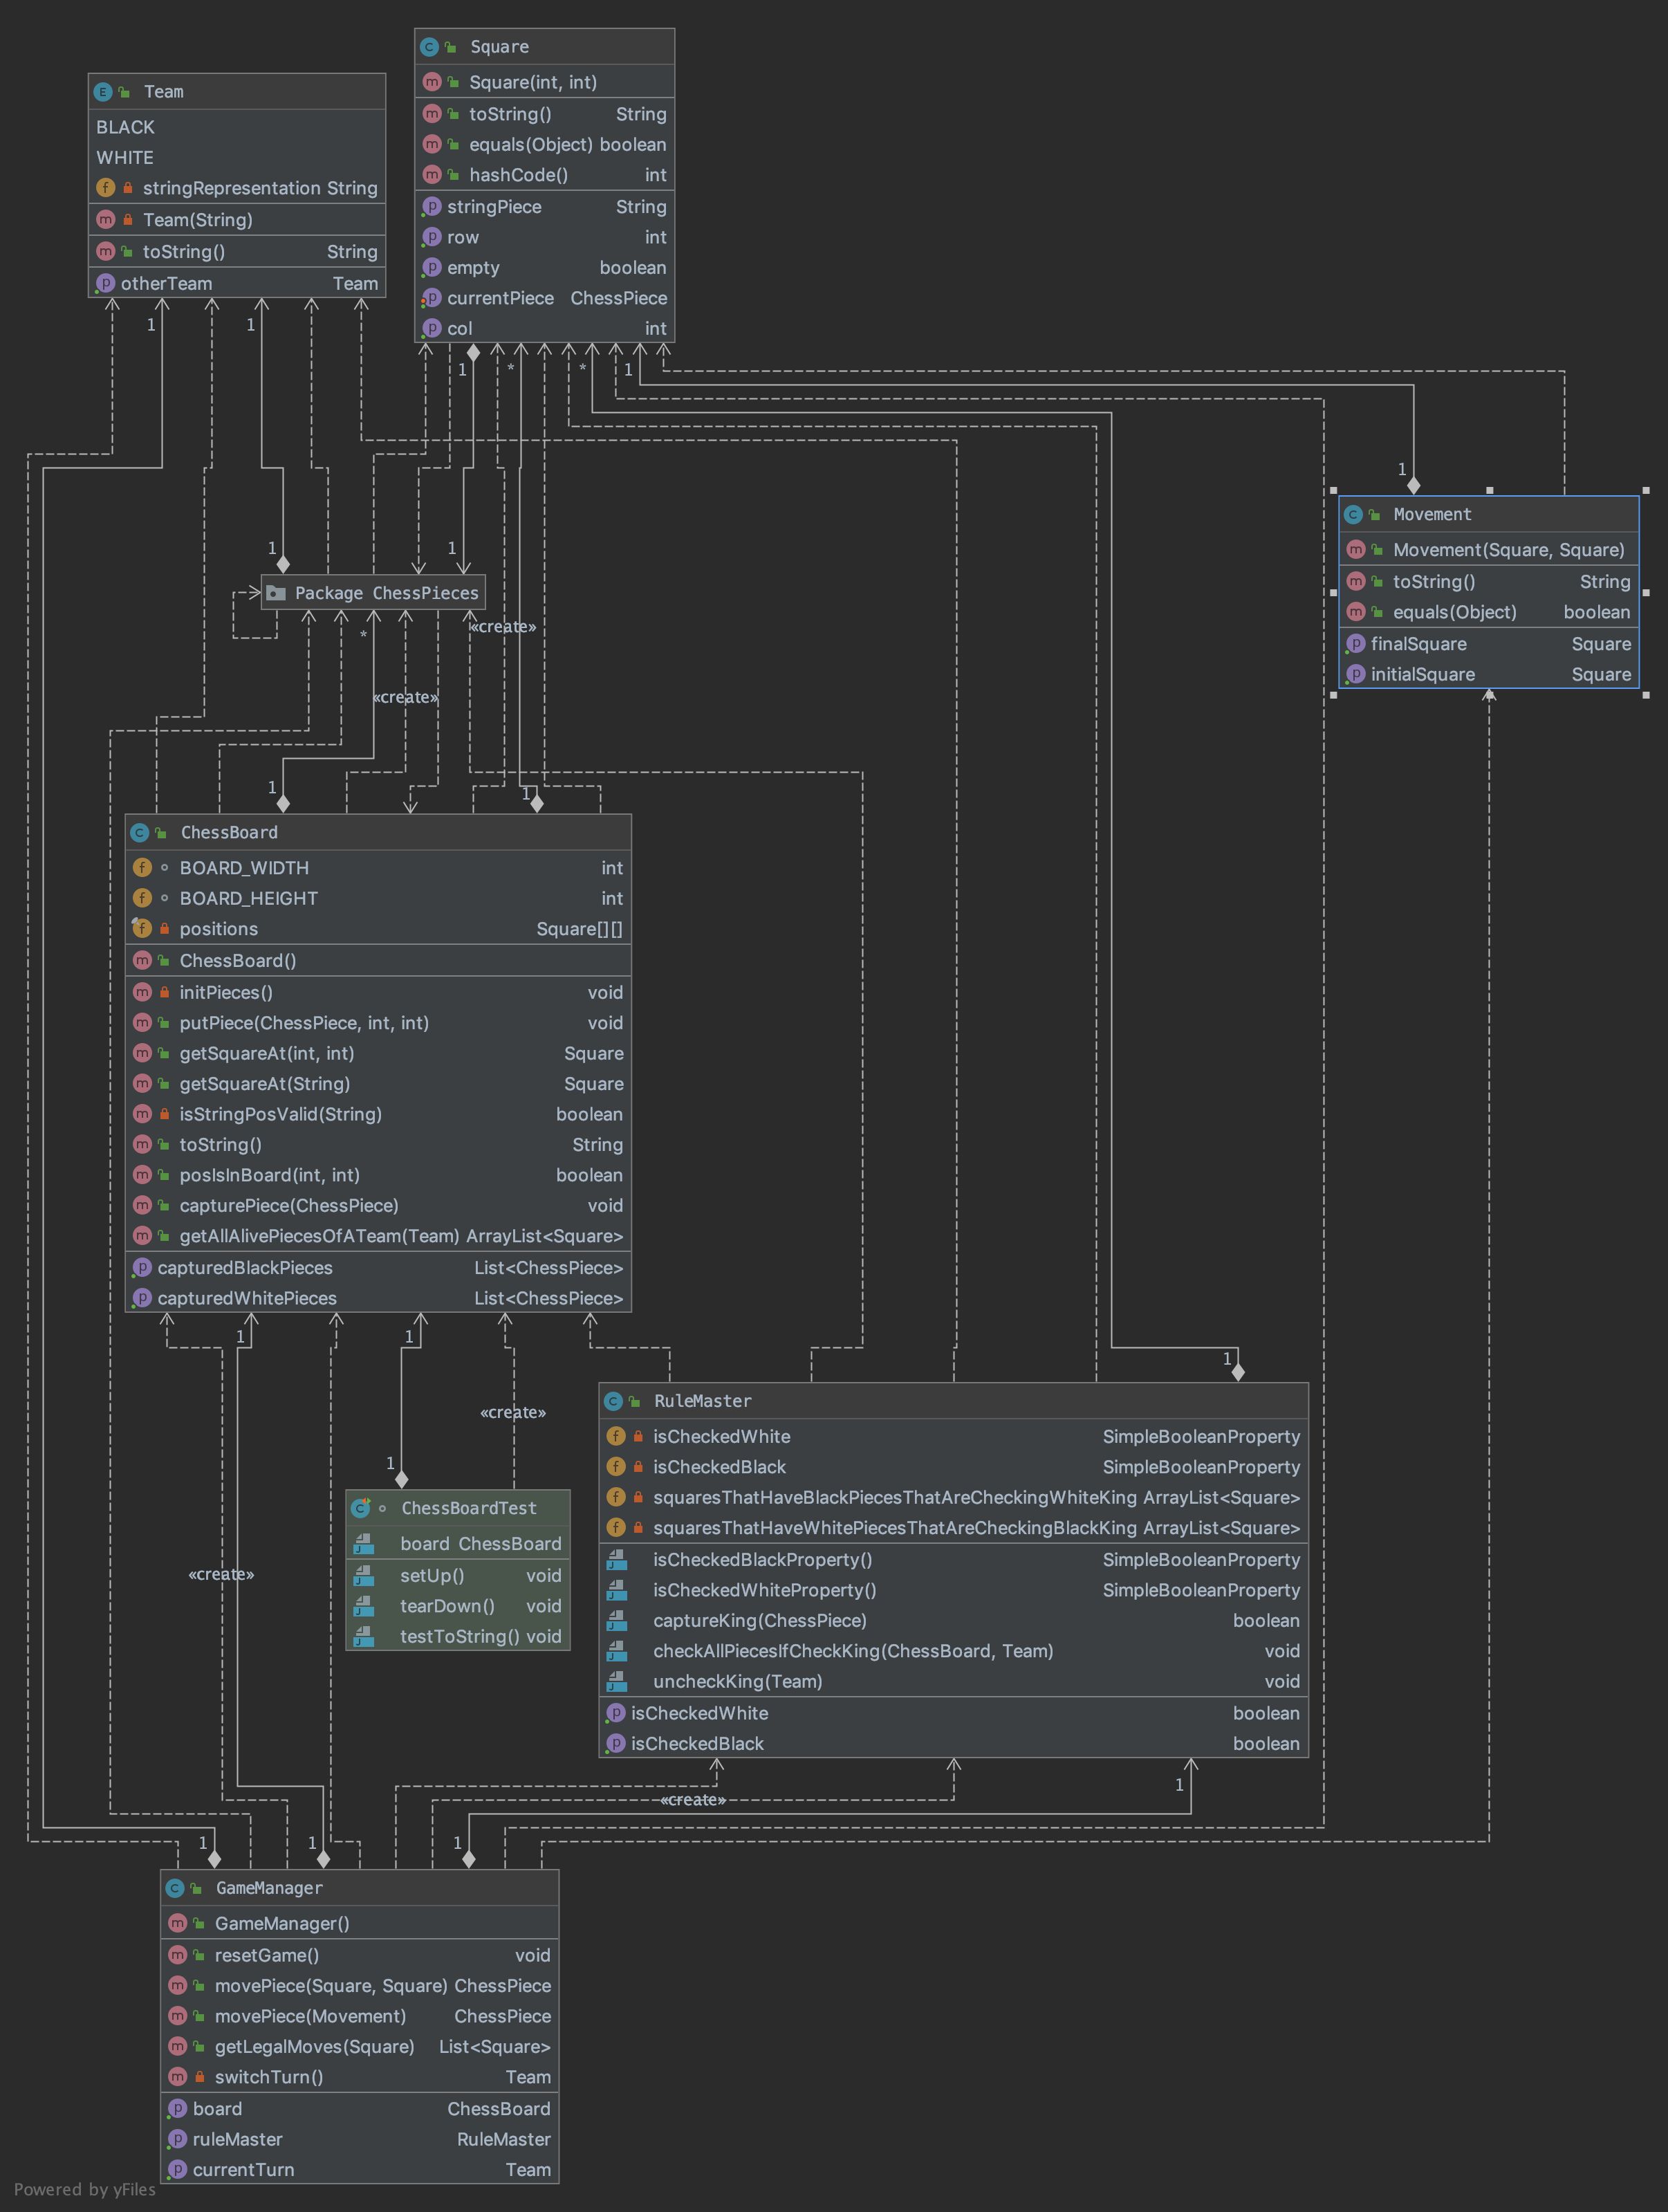 Square
Square(int, int)
toString() String
equals(Object) boolean
hashCode() int
stringPiece String
row int
empty boolean
currentPiece ChessPiece
col int
Team
BLACK
WHITE
stringRepresentation String
Team(String)
toString() String
otherTeam Team
1
1
1
*
*
1
1
Movement
Movement(Square, Square)
toString() String
equals(Object) boolean
finalSquare Square
initialSquare Square
1
1
Package ChessPieces
«create»
*
«create»
1
1
ChessBoard
BOARD_WIDTH int
BOARD_HEIGHT int
positions Square[][]
ChessBoard()
initPieces() void
putPiece(ChessPiece, int, int) void
getSquareAt(int, int) Square
getSquareAt(String) Square
isStringPosValid(String) boolean
toString() String
posIsInBoard(int, int) boolean
capturePiece(ChessPiece) void
getAllAlivePiecesOfATeam(Team) ArrayList<Square>
capturedBlackPieces List<ChessPiece>
capturedWhitePieces List<ChessPiece>
1
1
1
RuleMaster
isCheckedWhite SimpleBooleanProperty
isCheckedBlack SimpleBooleanProperty
squaresThatHaveBlackPiecesThatAreCheckingWhiteKing ArrayList<Square>
squaresThatHaveWhitePiecesThatAreCheckingBlackKing ArrayList<Square>
isCheckedBlackProperty() SimpleBooleanProperty
isCheckedWhiteProperty() SimpleBooleanProperty
captureKing(ChessPiece) boolean
checkAllPiecesIfCheckKing(ChessBoard, Team) void
uncheckKing(Team) void
isCheckedWhite boolean
isCheckedBlack boolean
«create»
1
ChessBoardTest
board ChessBoard
setUp() void
tearDown() void
testToString() void
«create»
1
«create»
1
1
1
GameManager
GameManager()
resetGame() void
movePiece(Square, Square) ChessPiece
movePiece(Movement) ChessPiece
getLegalMoves(Square) List<Square>
switchTurn() Team
board ChessBoard
ruleMaster RuleMaster
currentTurn Team
Powered by yFiles